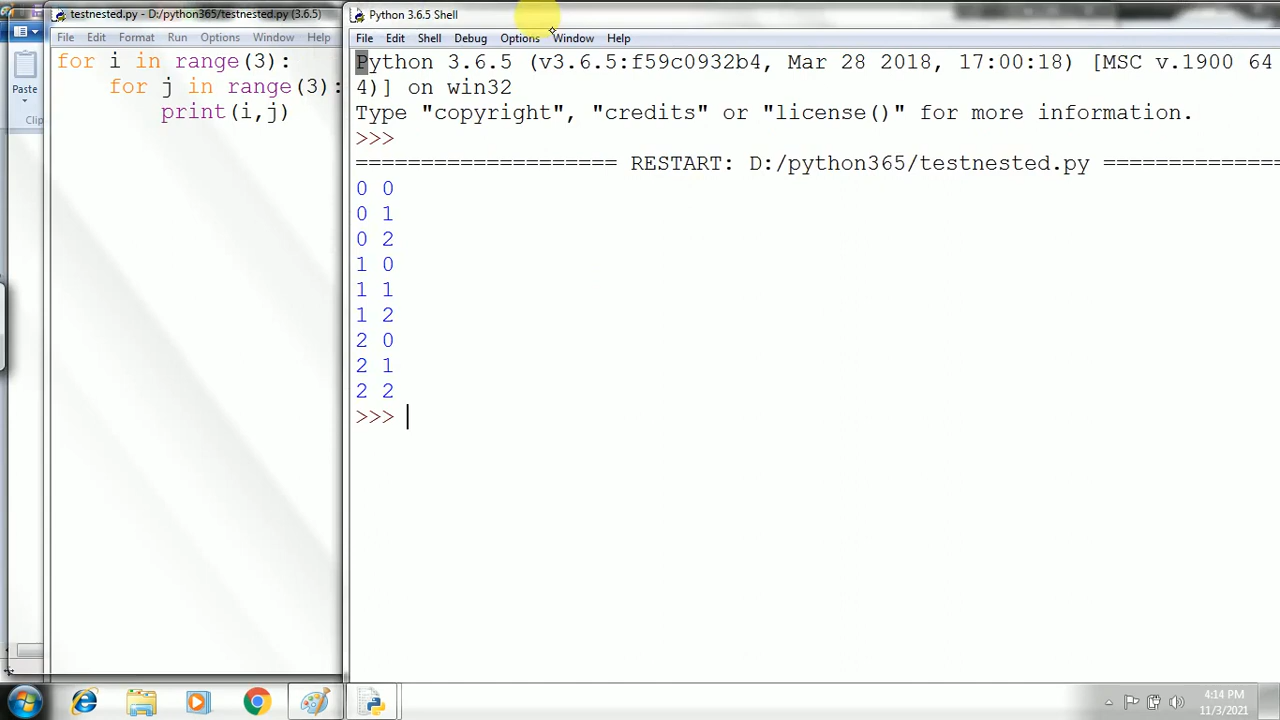 testnested.py - D:/python365/testnested.py (3.6.5)
File Edit Format Run Options Window Help
for i in range(3):
    for j in range(3):
        print(i,j)
Paste
Clip
Python 3.6.5 Shell
File Edit Shell Debug Options Window Help
Python 3.6.5 (v3.6.5:f59c0932b4, Mar 28 2018, 17:00:18) [MSC v.1900 64
4)] on win32
Type "copyright", "credits" or "license()" for more information.
>>>
==================== RESTART: D:/python365/testnested.py ==============
0 0
0 1
0 2
1 0
1 1
1 2
2 0
2 1
2 2
>>>
4:14 PM
11/3/2021